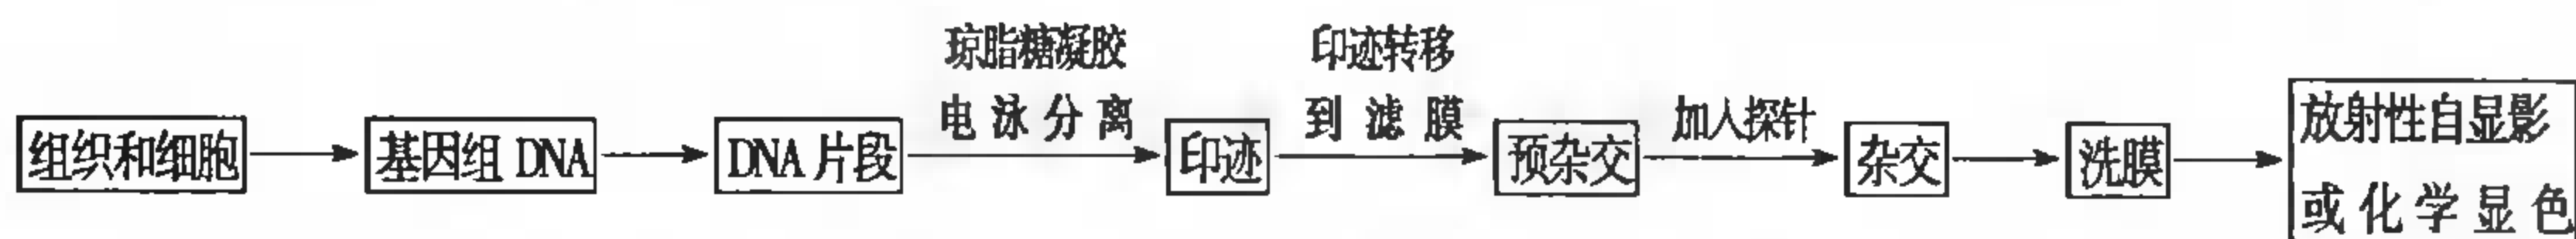 组织和细胞
基因组 DNA
DNA 片段
琼脂糖凝胶
电泳分离
印迹
印迹转移
到滤膜
预杂交
加入探针
杂交
洗膜
放射性自显影
或化学显色